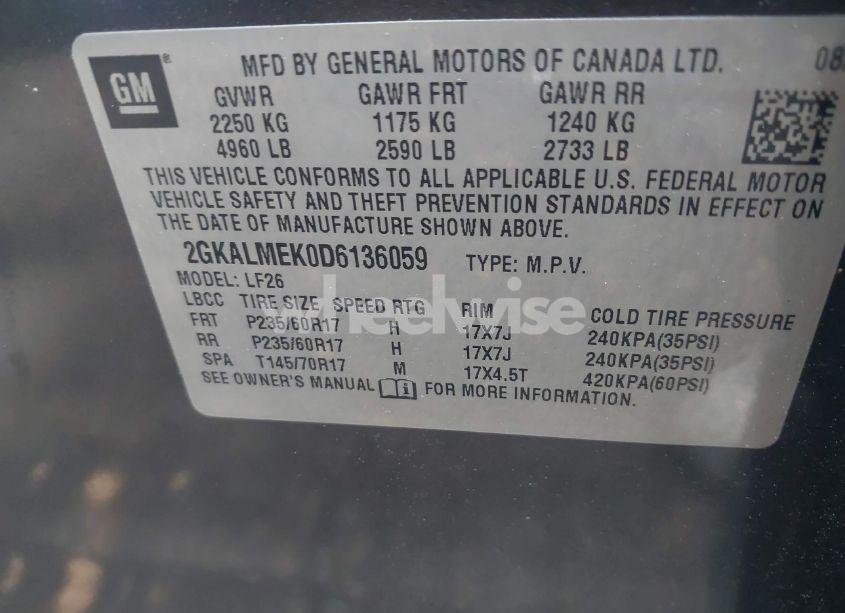 GM ®
MFD BY GENERAL MOTORS OF CANADA LTD. 08
GVWR GAWR FRT GAWR RR
2250 KG 1175 KG 1240 KG
4960 LB 2590 LB 2733 LB
THIS VEHICLE CONFORMS TO ALL APPLICABLE U.S. FEDERAL MOTOR
VEHICLE SAFETY AND THEFT PREVENTION STANDARDS IN EFFECT ON
THE DATE OF MANUFACTURE SHOWN ABOVE.
2GKALMEK0D6136059 TYPE: M.P.V.
MODEL: LF26
LBCC TIRE SIZE SPEED RTG RIM COLD TIRE PRESSURE
FRT P235/60R17 H 17X7J 240KPA(35PSI)
RR P235/60R17 H 17X7J 240KPA(35PSI)
SPA T145/70R17 M 17X4.5T 420KPA(60PSI)
SEE OWNER'S MANUAL FOR MORE INFORMATION.
wheelwise